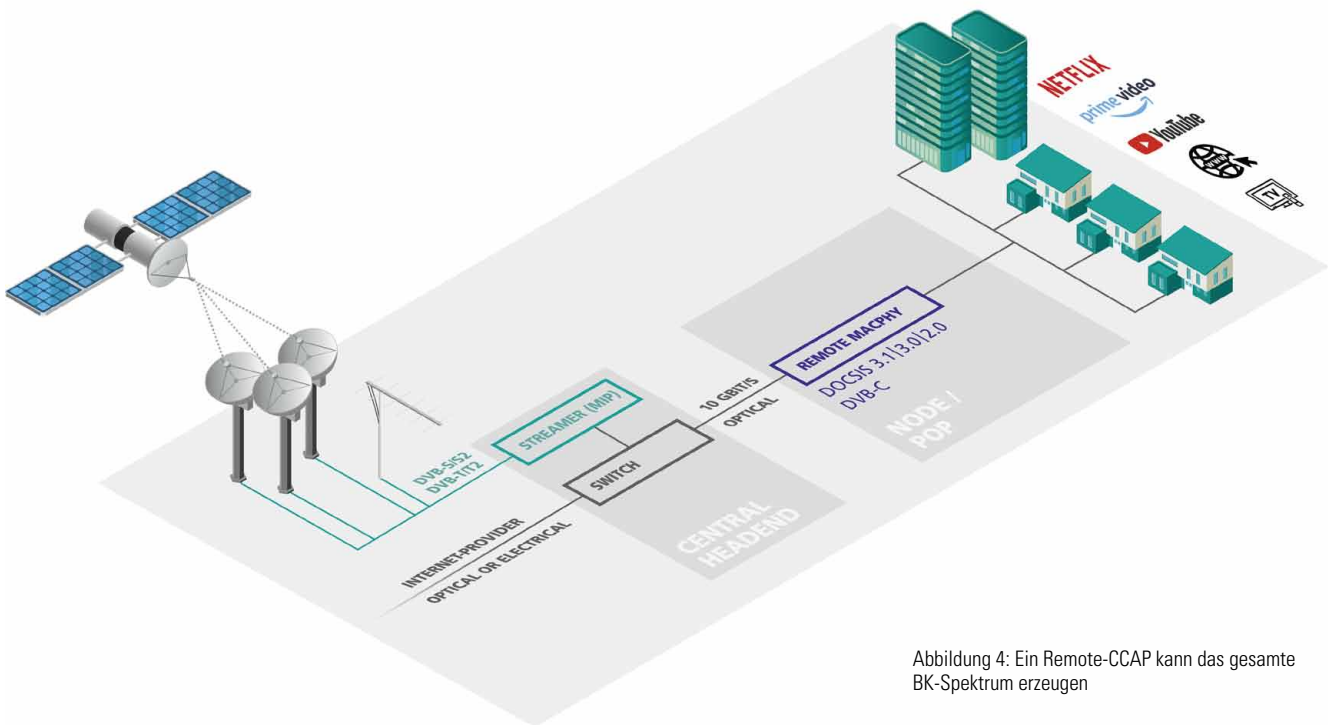 NETFLIX
prime video
YouTube
WWW
TV
REMOTE MACPHY
DOCSIS 3.1|3.0|2.0
DVB-C
NODE /
POP
10 GBIT/S
OPTICAL
STREAMER (MIP)
DVB-S/S2
DVB-T/T2
SWITCH
CENTRAL
HEADEND
INTERNET-PROVIDER
OPTICAL OR ELECTRICAL
Abbildung 4: Ein Remote-CCAP kann das gesamte
BK-Spektrum erzeugen